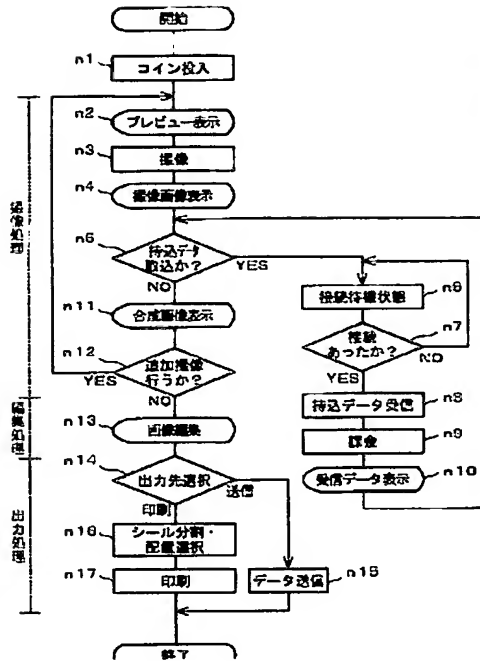 開始
n1
コイン投入
n2
プレビュー表示
n3
撮像
n4
撮像画像表示
n5
持込データ
取込か?
YES
NO
n6
接続待機状態
n7
接続
あったか?
NO
YES
n8
持込データ受信
n9
課金
n10
受信データ表示
n11
合成画像表示
n12
追加撮像
行うか?
YES
NO
n13
画像編集
n14
出力先選択
送信
印刷
n16
シール分割・
配置選択
n17
印刷
n15
データ送信
終了
撮像処理
編集処理
出力処理